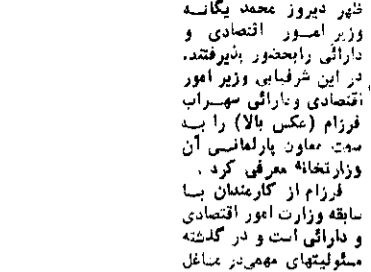 ظهر دیروز محمد یگانه
وزیر امور اقتصادی و
دارائی رابحضور پذیرفتند.
در این شرفیابی وزیر امور
اقتصادی ودارائی سهراب
فرزام (عکس بالا) را به
سمت معاون پارلمانی آن
وزارتخانه معرفی کرد .
فرزام از کارمندان با
سابقه وزارت امور اقتصادی
و دارائی است و در گذشته
مسئولیتهای مهمی‌در مشاغل